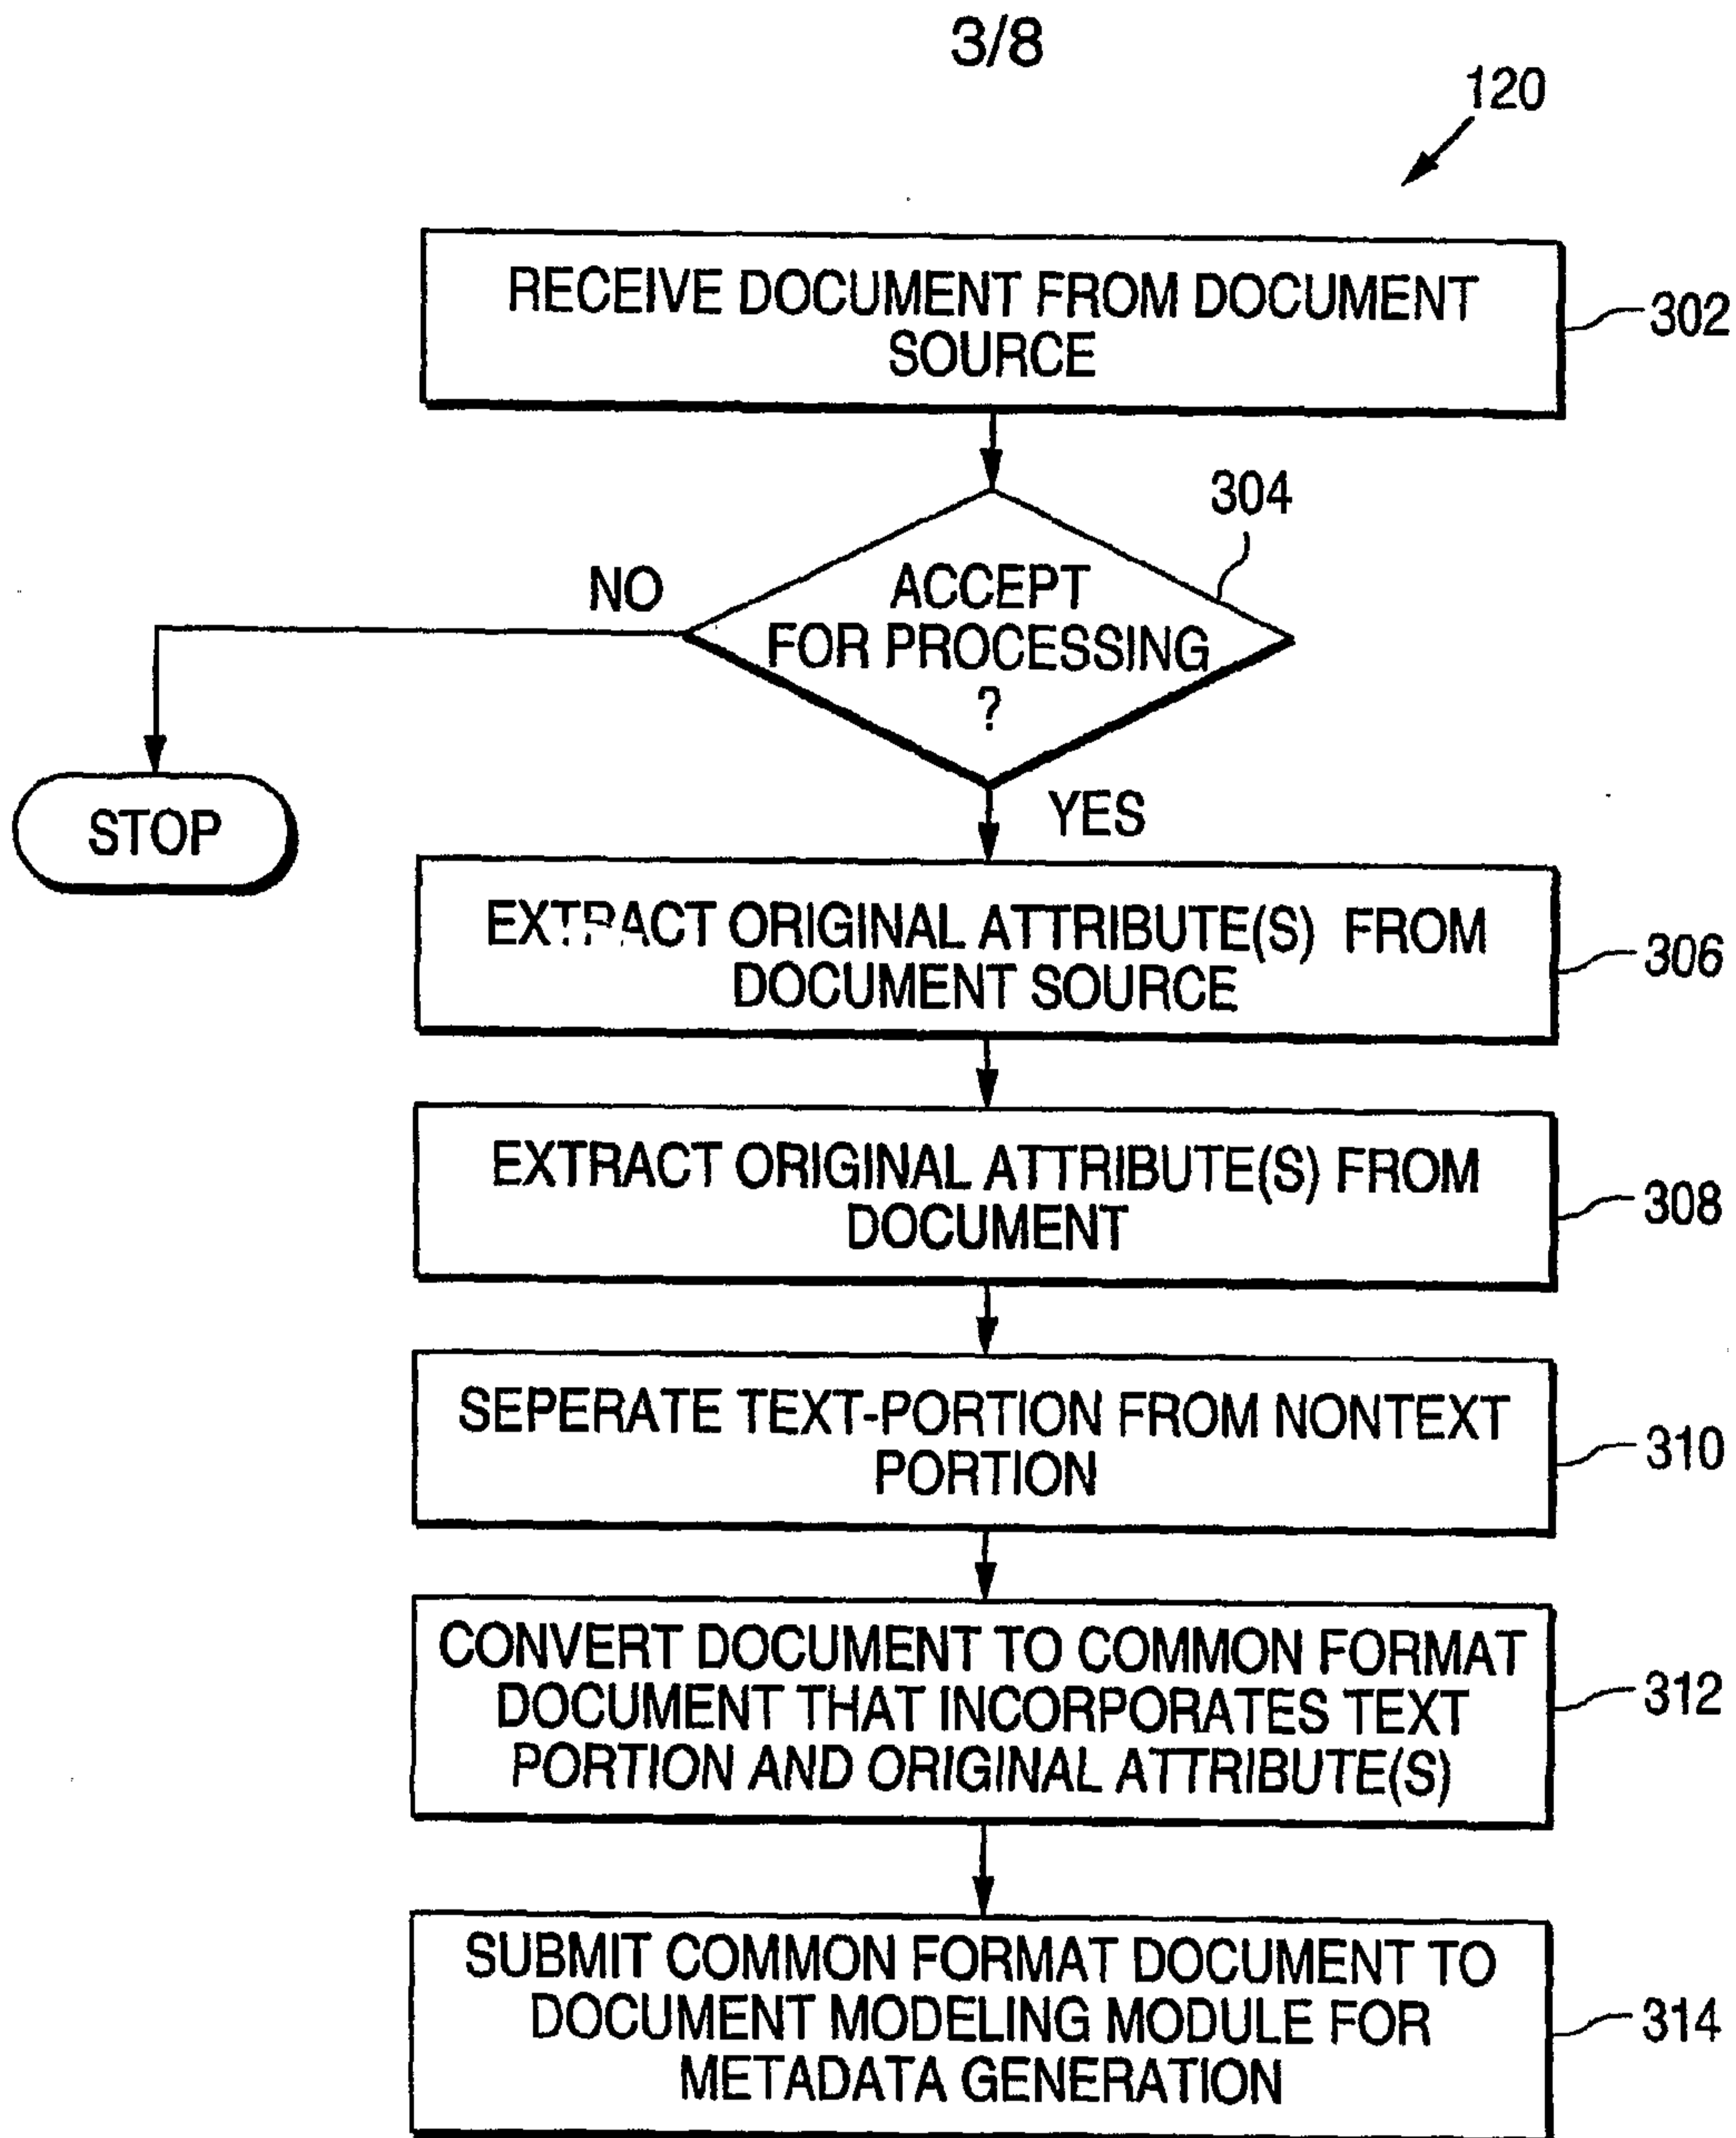 3/8
120
RECEIVE DOCUMENT FROM DOCUMENT
SOURCE
302
304
ACCEPT
FOR PROCESSING
?
NO
STOP
YES
EXTRACT ORIGINAL ATTRIBUTE(S) FROM
DOCUMENT SOURCE
306
EXTRACT ORIGINAL ATTRIBUTE(S) FROM
DOCUMENT
308
SEPERATE TEXT-PORTION FROM NONTEXT
PORTION
310
CONVERT DOCUMENT TO COMMON FORMAT
DOCUMENT THAT INCORPORATES TEXT
PORTION AND ORIGINAL ATTRIBUTE(S)
312
SUBMIT COMMON FORMAT DOCUMENT TO
DOCUMENT MODELING MODULE FOR
METADATA GENERATION
314